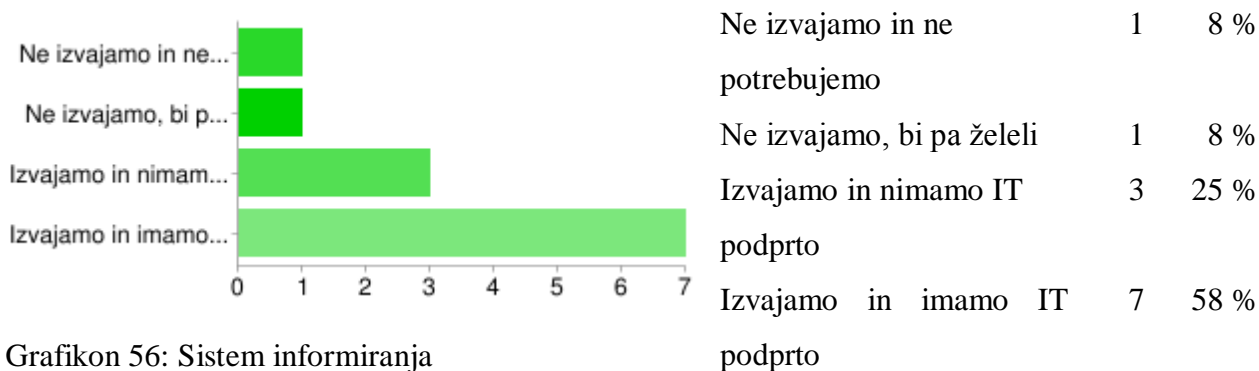 Ne izvajamo in ne...
Ne izvajamo, bi p...
Izvajamo in nimam...
Izvajamo in imamo...
0 1 2 3 4 5 6 7
Ne izvajamo in ne 1 8 %
potrebujemo
Ne izvajamo, bi pa želeli 1 8 %
Izvajamo in nimamo IT 3 25 %
podprto
Izvajamo in imamo IT 7 58 %
podprto
Grafikon 56: Sistem informiranja